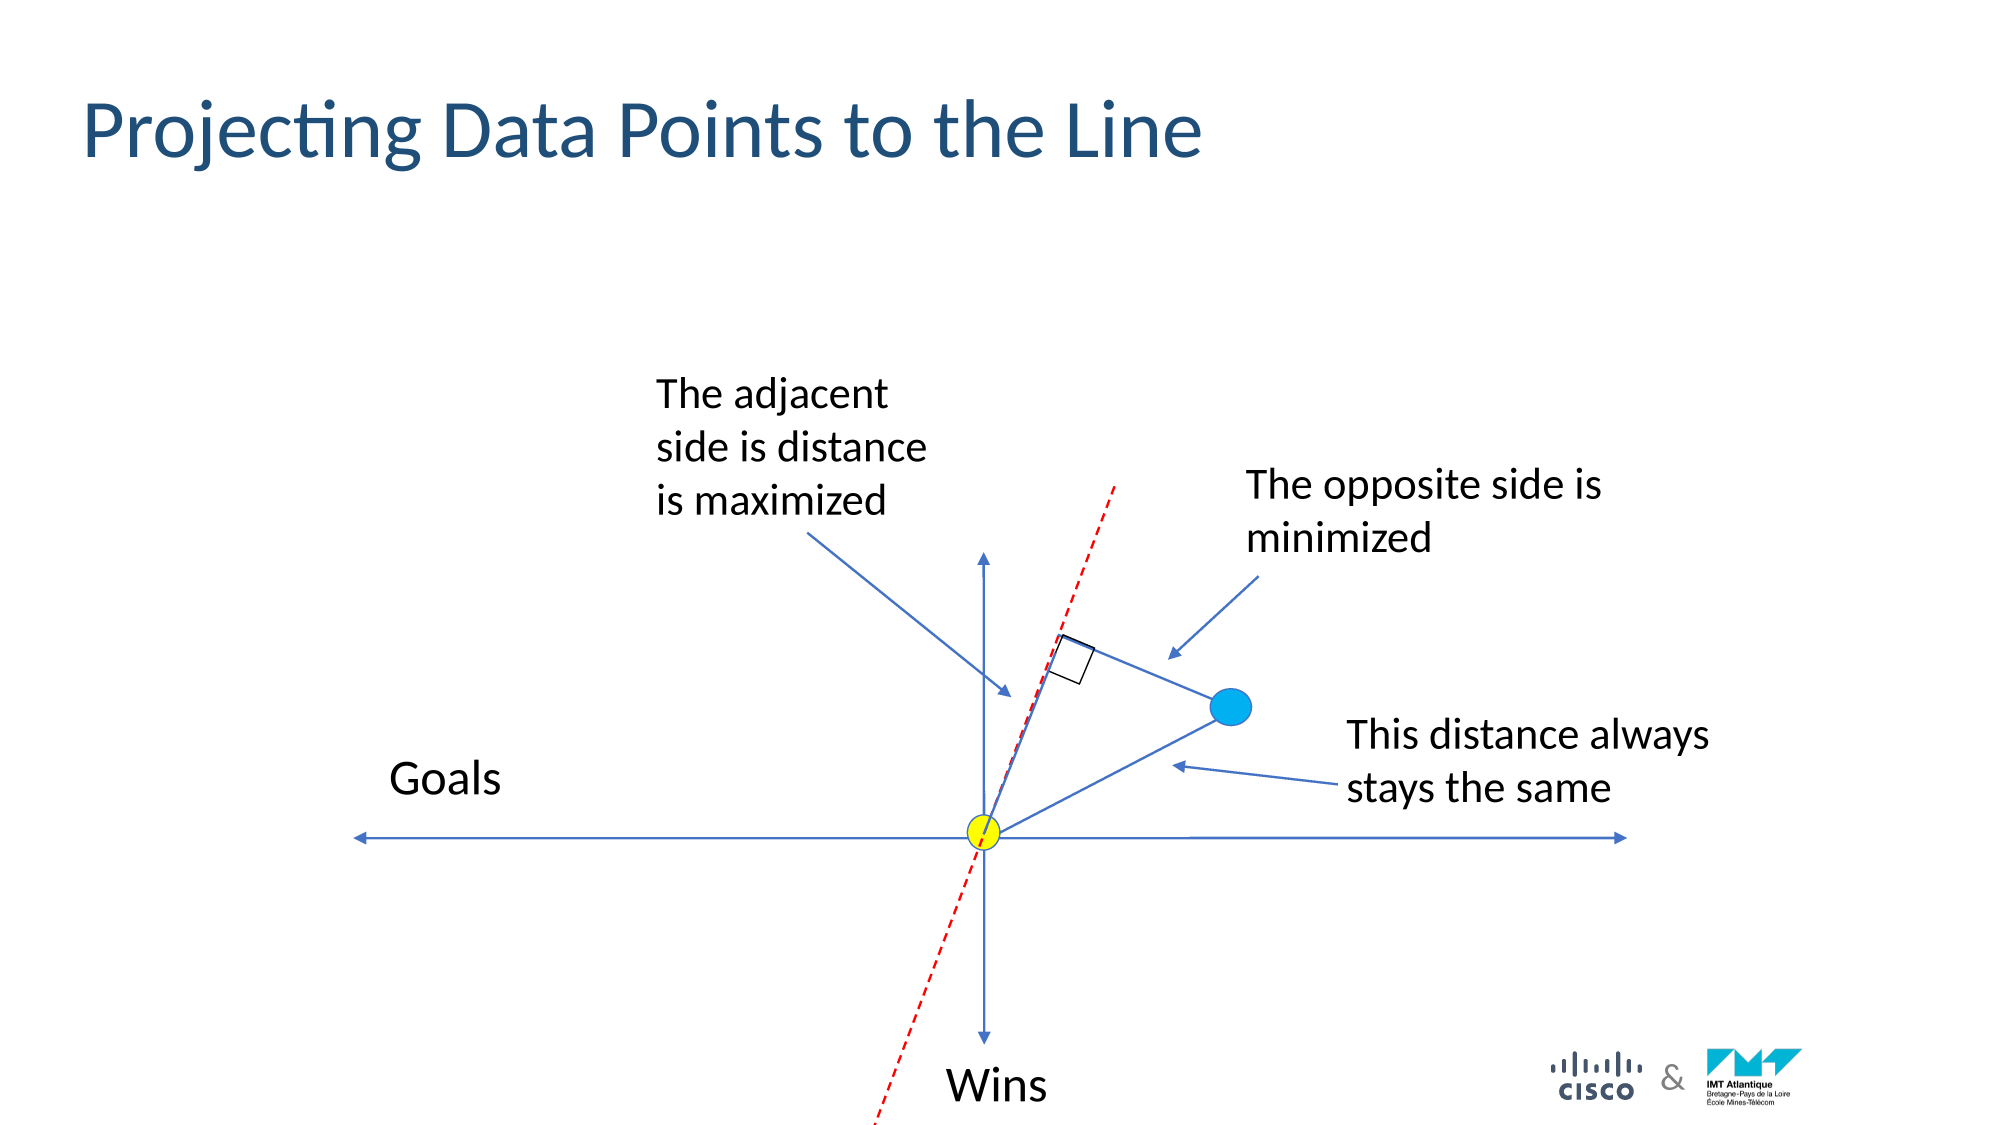 Projecting Data Points to the Line
The adjacent
side is distance
is maximized
The opposite side is
minimized
This distance always
stays the same
Goals
Wins
CISCO
&
IMT Atlantique
Bretagne-Pays de la Loire
École Mines-Télécom